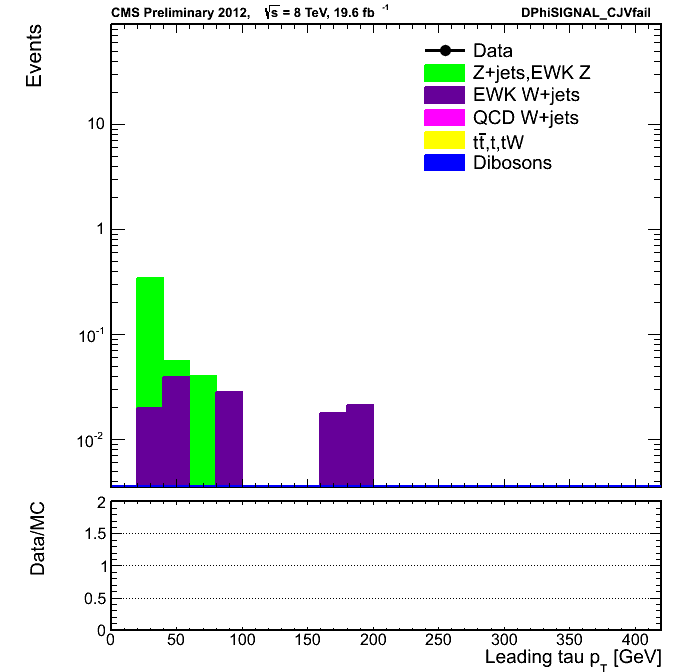 CMS Preliminary 2012, √s = 8 TeV, 19.6 fb⁻¹ DPhiSIGNAL_CJVfail
Events
Data
Z+jets,EWK Z
EWK W+jets
QCD W+jets
tt̅,t,tW
Dibosons
10
1
10⁻¹
10⁻²
Data/MC
2
1.5
1
0.5
0
0 50 100 150 200 250 300 350 400
Leading tau p_T [GeV]